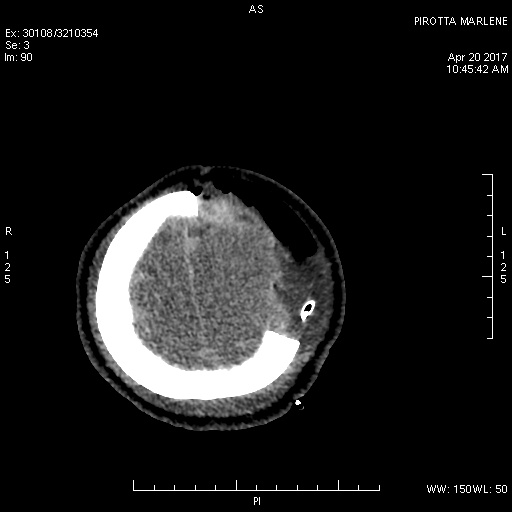 AS
PIROTTA MARLENE
Ex: 30108/3210354
Se: 3
Im: 90
Apr 20 2017
10:45:42 AM
R
1
2
5
L
1
2
5
WW: 150WL: 50
PI